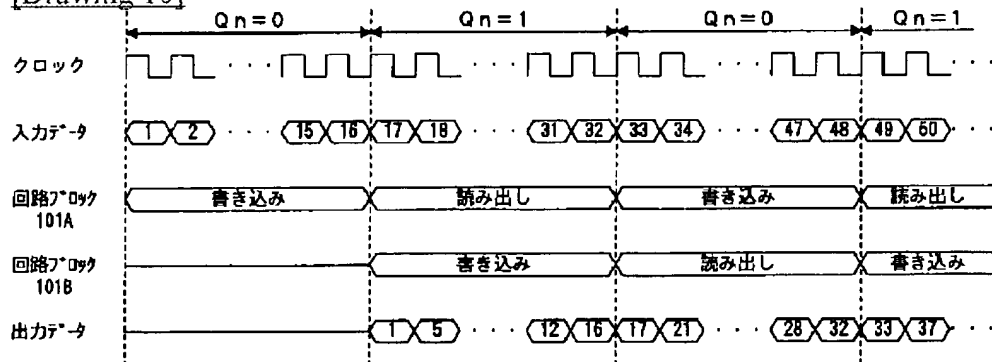 [Drawing 10]
Qn=0 Qn=1 Qn=0 Qn=1
クロック ・・・ ・・・ ・・・ ・・・
入力データ 1 2 ・・・ 15 16 17 18 ・・・ 31 32 33 34 ・・・ 47 48 49 50 ・・・
回路ブロック 101A 書き込み 読み出し 書き込み 読み出し
回路ブロック 101B 書き込み 読み出し 書き込み
出力データ 1 5 ・・・ 12 16 17 21 ・・・ 28 32 33 37 ・・・